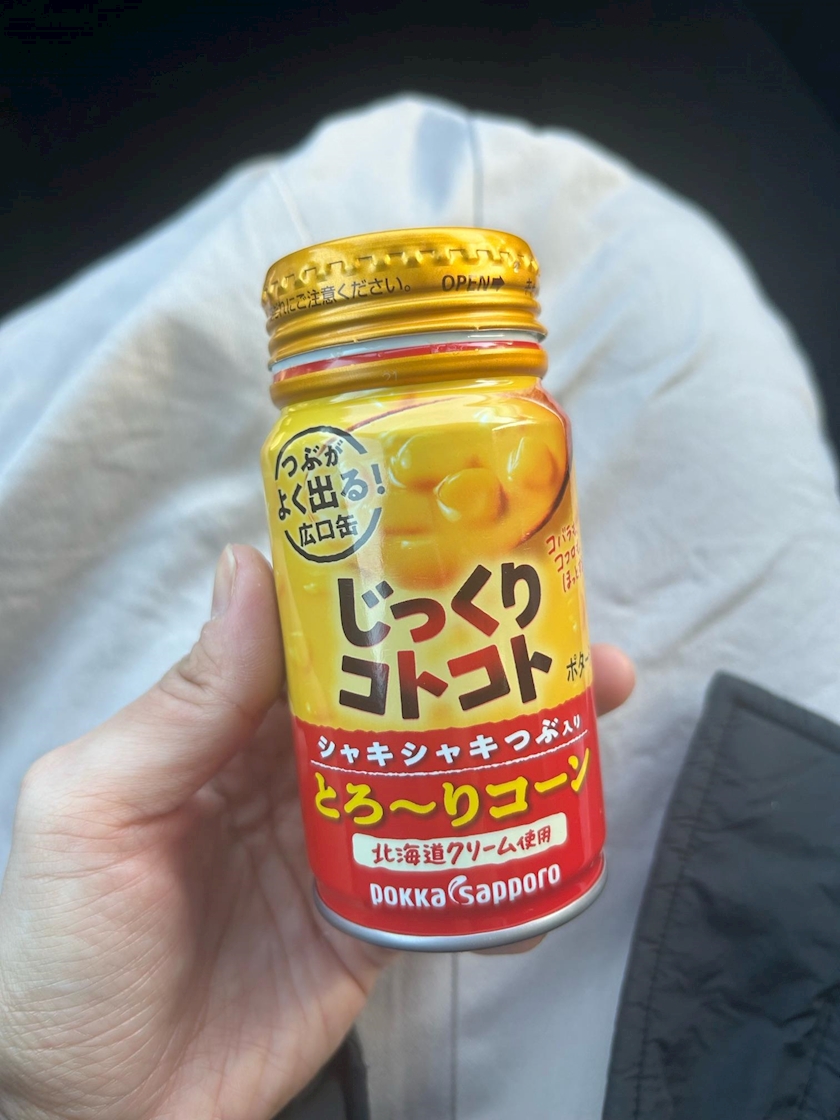 にご注意ください。 OPEN
つぶが
よく出る!
広口缶
じっくり
コトコト
シャキシャキつぶ入り
とろ〜りコーン
北海道クリーム使用
pokka sapporo